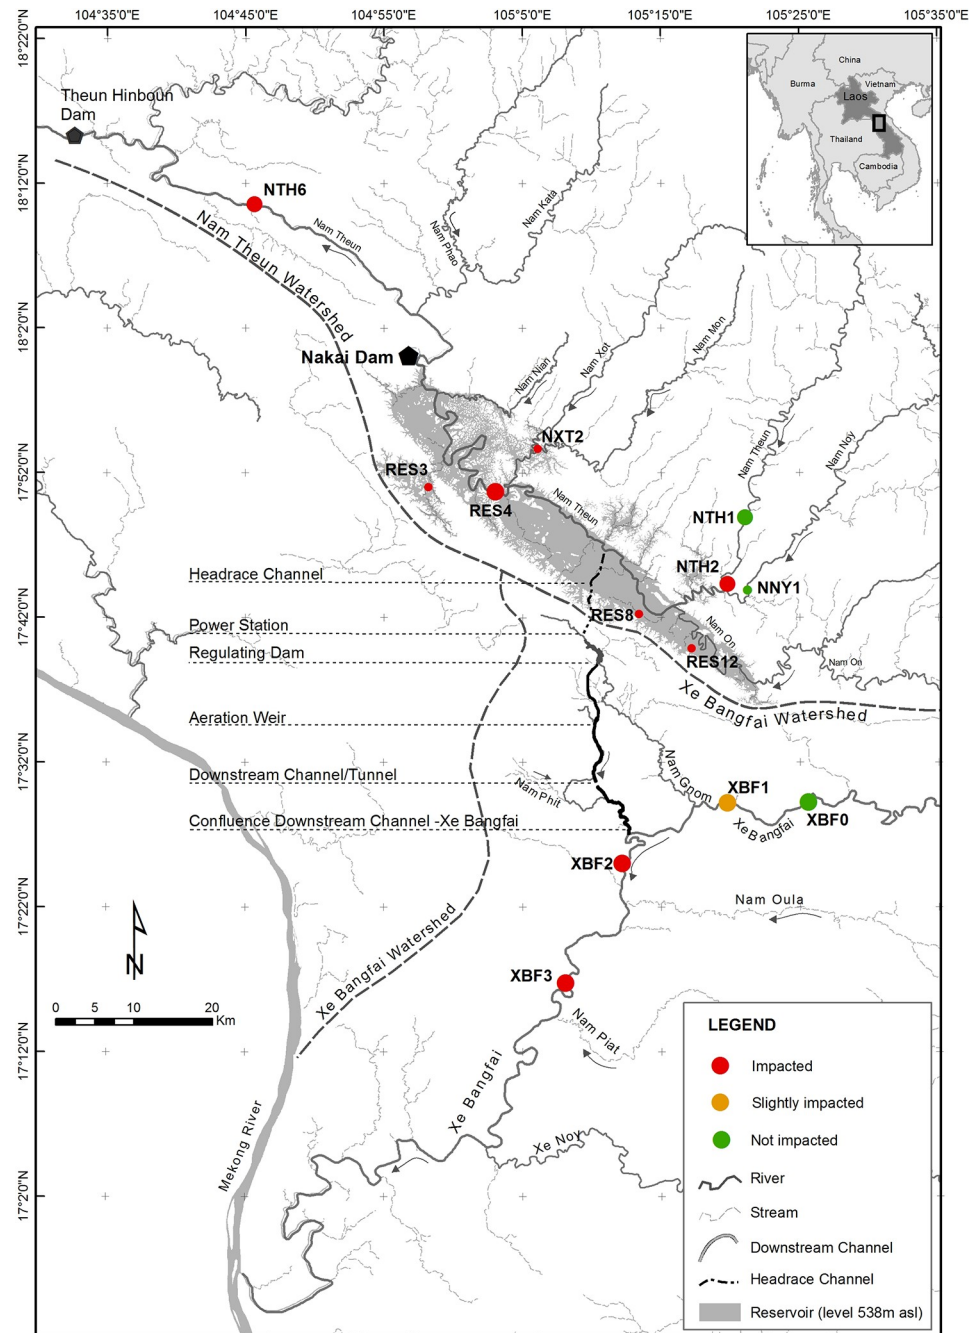 104°35'0"E 104°45'0"E 104°55'0"E 105°5'0"E 105°15'0"E 105°25'0"E 105°35'0"E
18°22'0"N
18°12'0"N
18°2'0"N
17°52'0"N
17°42'0"N
17°32'0"N
17°22'0"N
17°12'0"N
17°2'0"N
China
Burma
Vietnam
Laos
Thailand
Cambodia
Theun Hinboun
Dam
NTH6
Nam Theun
Nam Phao
Nam Kata
Nam Theun Watershed
Nakai Dam
Nam Nian
Nam Xot
Nam Mon
NXT2
RES3
RES4
Nam Theun
Nam Theun
Nam Noy
NTH1
NTH2
NNY1
Headrace Channel
RES8
Power Station
Nam On
Regulating Dam
RES12
Nam On
Xe Bangfai Watershed
Aeration Weir
Downstream Channel/Tunnel
Nam Gnom
Nam Phit
XBF1
Xe Bangfai
XBF0
Confluence Downstream Channel -Xe Bangfai
XBF2
Nam Oula
Xe Bangfai Watershed
N
XBF3
0 5 10 20
Km
Nam Piat
Xe Bangfai
Xe Noy
Mekong River
LEGEND
Impacted
Slightly impacted
Not impacted
River
Stream
Downstream Channel
Headrace Channel
Reservoir (level 538m asl)